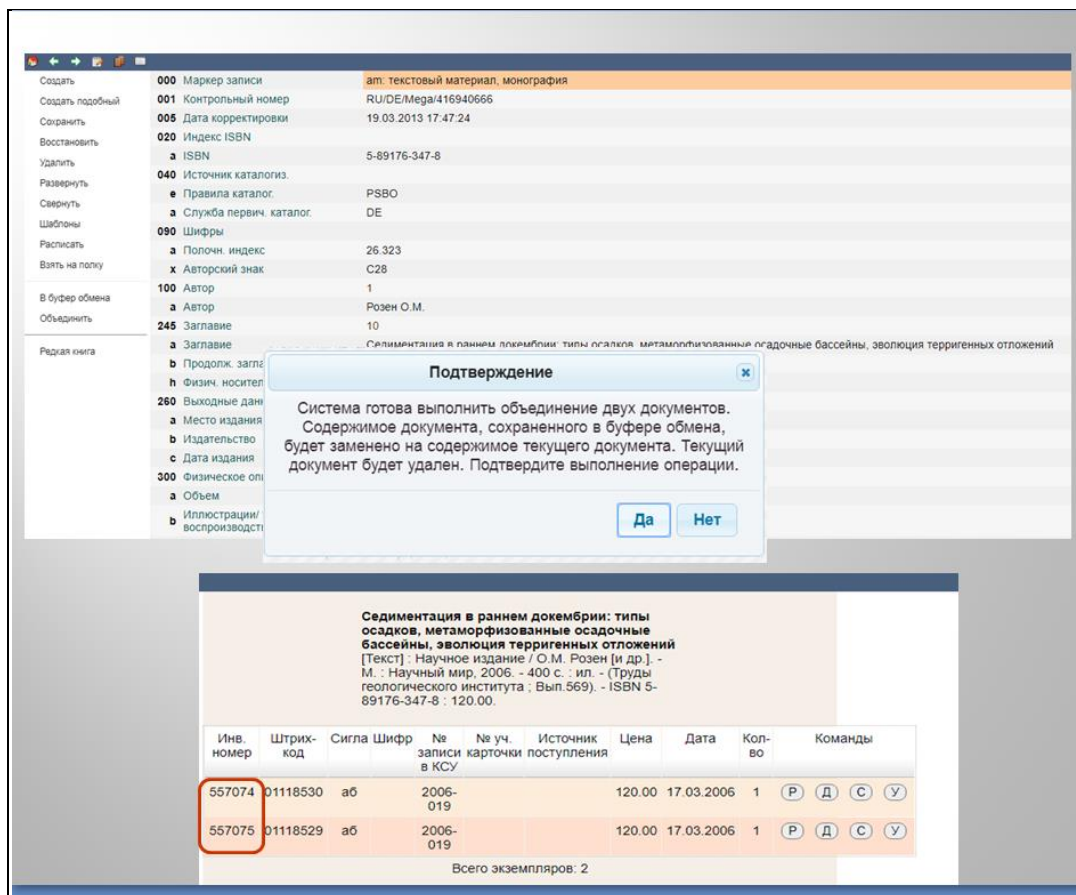 Создать
Создать подобный
Сохранить
Восстановить
Удалить
Развернуть
Свернуть
Шаблоны
Расписать
Взять на полку
В буфер обмена
Объединить
Редкая книга
000 Маркер записи am: текстовый материал, монография
001 Контрольный номер RU/DE/Mega/416940666
005 Дата корректировки 19.03.2013 17:47:24
020 Индекс ISBN
a ISBN 5-89176-347-8
040 Источник каталогиз.
e Правила каталог. PSBO
a Служба первич. каталог. DE
090 Шифры
a Полочн. индекс 26.323
x Авторский знак С28
100 Автор 1
a Автор Розен О.М.
245 Заглавие 10
a Заглавие Седиментация в раннем докембрии: типы осадков, метаморфизованные осадочные бассейны, эволюция терригенных отложений
b Продолж. загла
h Физич. носител
260 Выходные дан
a Место издания
b Издательство
c Дата издания
300 Физическое оп
a Объем
b Иллюстрации/
воспроизводст
Подтверждение
Система готова выполнить объединение двух документов.
Содержимое документа, сохраненного в буфере обмена,
будет заменено на содержимое текущего документа. Текущий
документ будет удален. Подтвердите выполнение операции.
Да Нет
Седиментация в раннем докембрии: типы
осадков, метаморфизованные осадочные
бассейны, эволюция терригенных отложений
[Текст] : Научное издание / О.М. Розен [и др.]. -
М. : Научный мир, 2006. - 400 с. : ил. - (Труды
геологического института ; Вып.569). - ISBN 5-
89176-347-8 : 120.00.
Инв. номер Штрих-код Сигла Шифр № записи в КСУ № уч. карточки Источник поступления Цена Дата Кол-во Команды
557074 01118530 аб 2006-019 120.00 17.03.2006 1 Р Д С У
557075 01118529 аб 2006-019 120.00 17.03.2006 1 Р Д С У
Всего экземпляров: 2